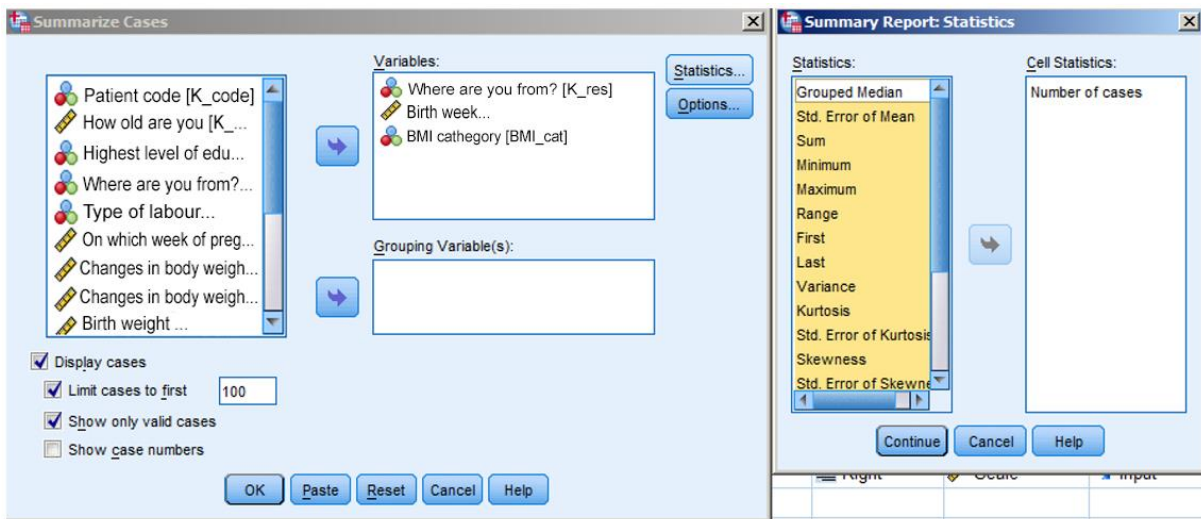 Summarize Cases
Patient code [K_code]
How old are you [K_...
Highest level of edu...
Where are you from?...
Type of labour...
On which week of preg...
Changes in body weigh...
Changes in body weigh...
Birth weight ...
Variables:
Where are you from? [K_res]
Birth week...
BMI cathegory [BMI_cat]
Grouping Variable(s):
Statistics...
Options...
Display cases
Limit cases to first 100
Show only valid cases
Show case numbers
OK Paste Reset Cancel Help
Summary Report: Statistics
Statistics:
Grouped Median
Std. Error of Mean
Sum
Minimum
Maximum
Range
First
Last
Variance
Kurtosis
Std. Error of Kurtosis
Skewness
Std. Error of Skewne
Cell Statistics:
Number of cases
Continue Cancel Help
Right Scale Input